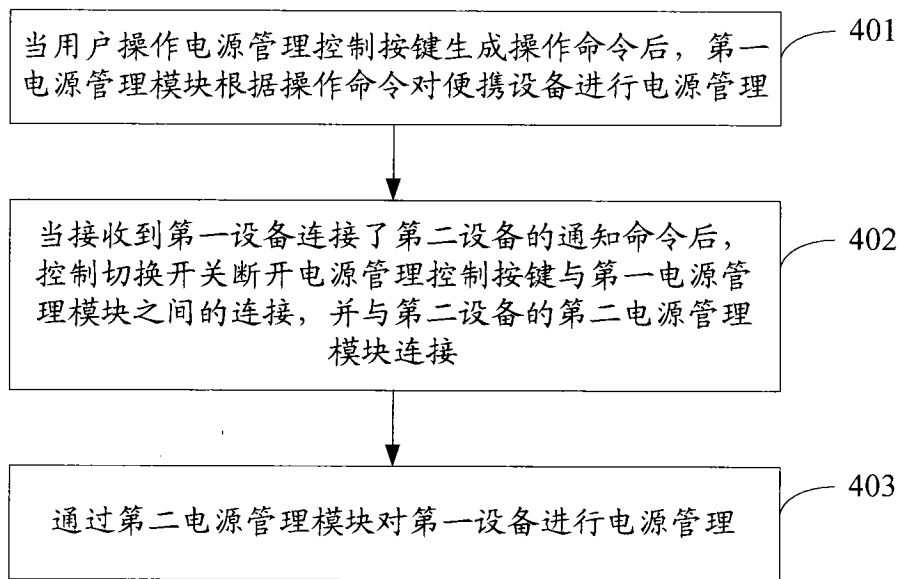 当用户操作电源管理控制按键生成操作命令后，第一
电源管理模块根据操作命令对便携设备进行电源管理
401
当接收到第一设备连接了第二设备的通知命令后，
控制切换开关断开电源管理控制按键与第一电源管
理模块之间的连接，并与第二设备的第二电源管理
模块连接
402
通过第二电源管理模块对第一设备进行电源管理
403